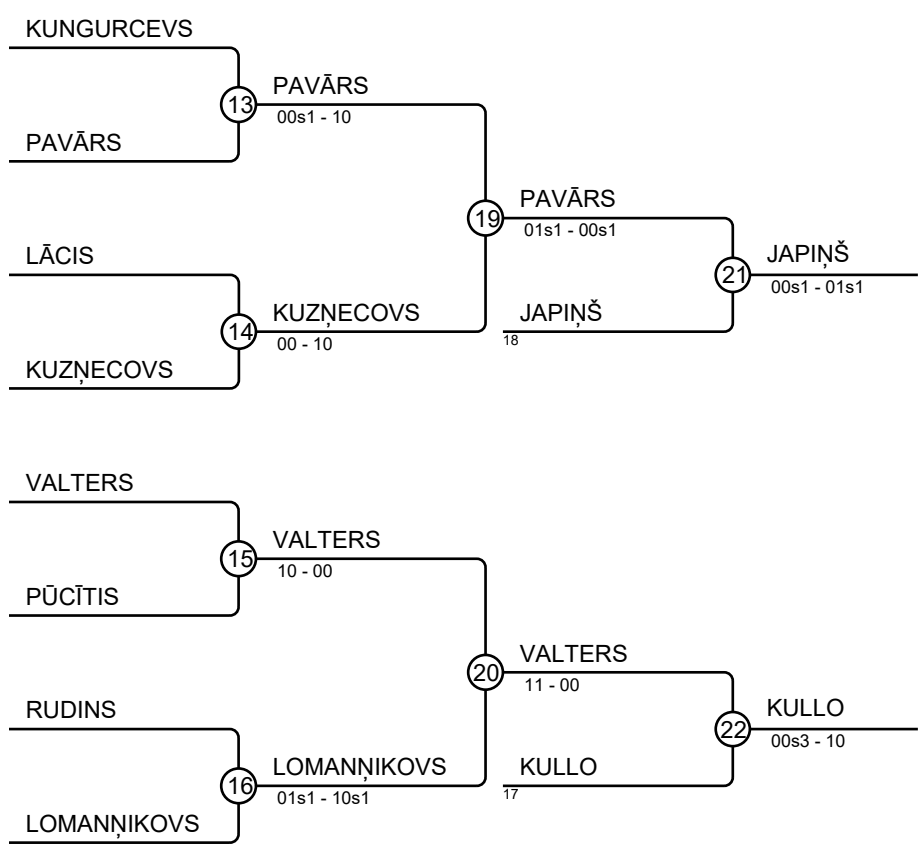 KUNGURCEVS
13
PAVĀRS
00s1 - 10
PAVĀRS
19
PAVĀRS
01s1 - 00s1
LĀCIS
14
KUZŅECOVS
00 - 10
KUZŅECOVS
JAPIŅŠ
18
21
JAPIŅŠ
00s1 - 01s1
VALTERS
15
VALTERS
10 - 00
PŪCĪTIS
20
VALTERS
11 - 00
RUDINS
16
LOMANŅIKOVS
01s1 - 10s1
LOMANŅIKOVS
KULLO
17
22
KULLO
00s3 - 10